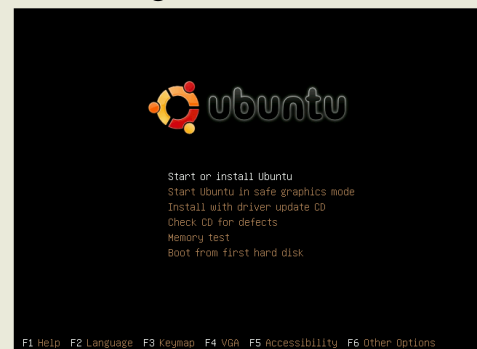 ubuntu
Start or install Ubuntu
Start Ubuntu in safe graphics mode
Install with driver update CD
Check CD for defects
Memory test
Boot from first hard disk
F1 Help F2 Language F3 Keymap F4 VGA F5 Accessibility F6 Other Options